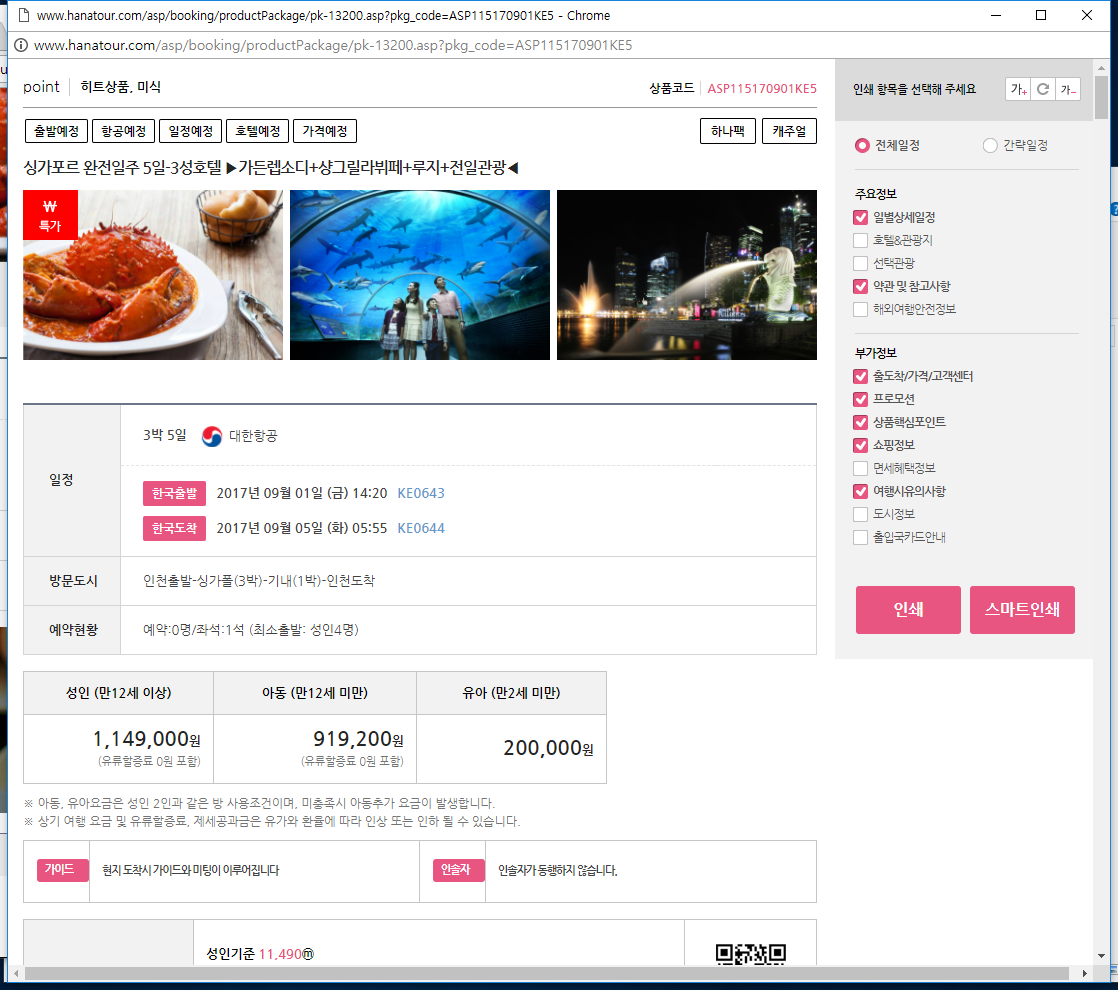 www.hanatour.com/asp/booking/productPackage/pk-13200.asp?pkg_code=ASP115170901KE5 - Chrome
www.hanatour.com/asp/booking/productPackage/pk-13200.asp?pkg_code=ASP115170901KE5
point 히트상품, 미식
상품코드 ASP115170901KE5
출발예정 항공예정 일정예정 호텔예정 가격예정
하나팩 캐주얼
싱가포르 완전일주 5일-3성호텔 ▶가든랩소디+샹그릴라뷔페+루지+전일관광◀
₩
특가
일정
3박 5일 대한항공
한국출발 2017년 09월 01일 (금) 14:20 KE0643
한국도착 2017년 09월 05일 (화) 05:55 KE0644
방문도시 인천출발-싱가폴(3박)-기내(1박)-인천도착
예약현황 예약:0명/좌석:1석 (최소출발: 성인4명)
성인 (만12세 이상) 아동 (만12세 미만) 유아 (만2세 미만)
1,149,000원 919,200원 200,000원
(유류할증료 0원 포함) (유류할증료 0원 포함)
※ 아동, 유아요금은 성인 2인과 같은 방 사용조건이며, 미충족시 아동추가 요금이 발생합니다.
※ 상기 여행 요금 및 유류할증료, 제세공과금은 유가와 환율에 따라 인상 또는 인하 될 수 있습니다.
가이드 현지 도착시 가이드와 미팅이 이루어집니다
인솔자 인솔자가 동행하지 않습니다.
성인기준 11,490ⓜ
인쇄 항목을 선택해 주세요 가+ 가-
전체일정 간략일정
주요정보
일별상세일정
호텔&관광지
선택관광
약관 및 참고사항
해외여행안전정보
부가정보
출도착/가격/고객센터
프로모션
상품핵심포인트
쇼핑정보
면세혜택정보
여행시유의사항
도시정보
출입국카드안내
인쇄 스마트인쇄